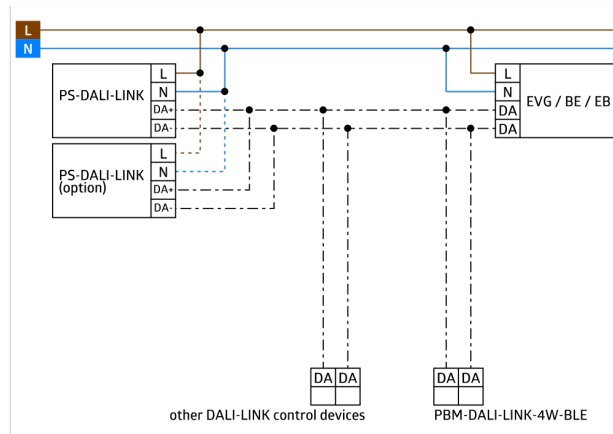 L
N
PS-DALI-LINK
L
N
DA+
DA-
EVG / BE / EB
L
N
DA
DA
PS-DALI-LINK
(option)
L
N
DA+
DA-
DA DA
DA DA
other DALI-LINK control devices
PBM-DALI-LINK-4W-BLE